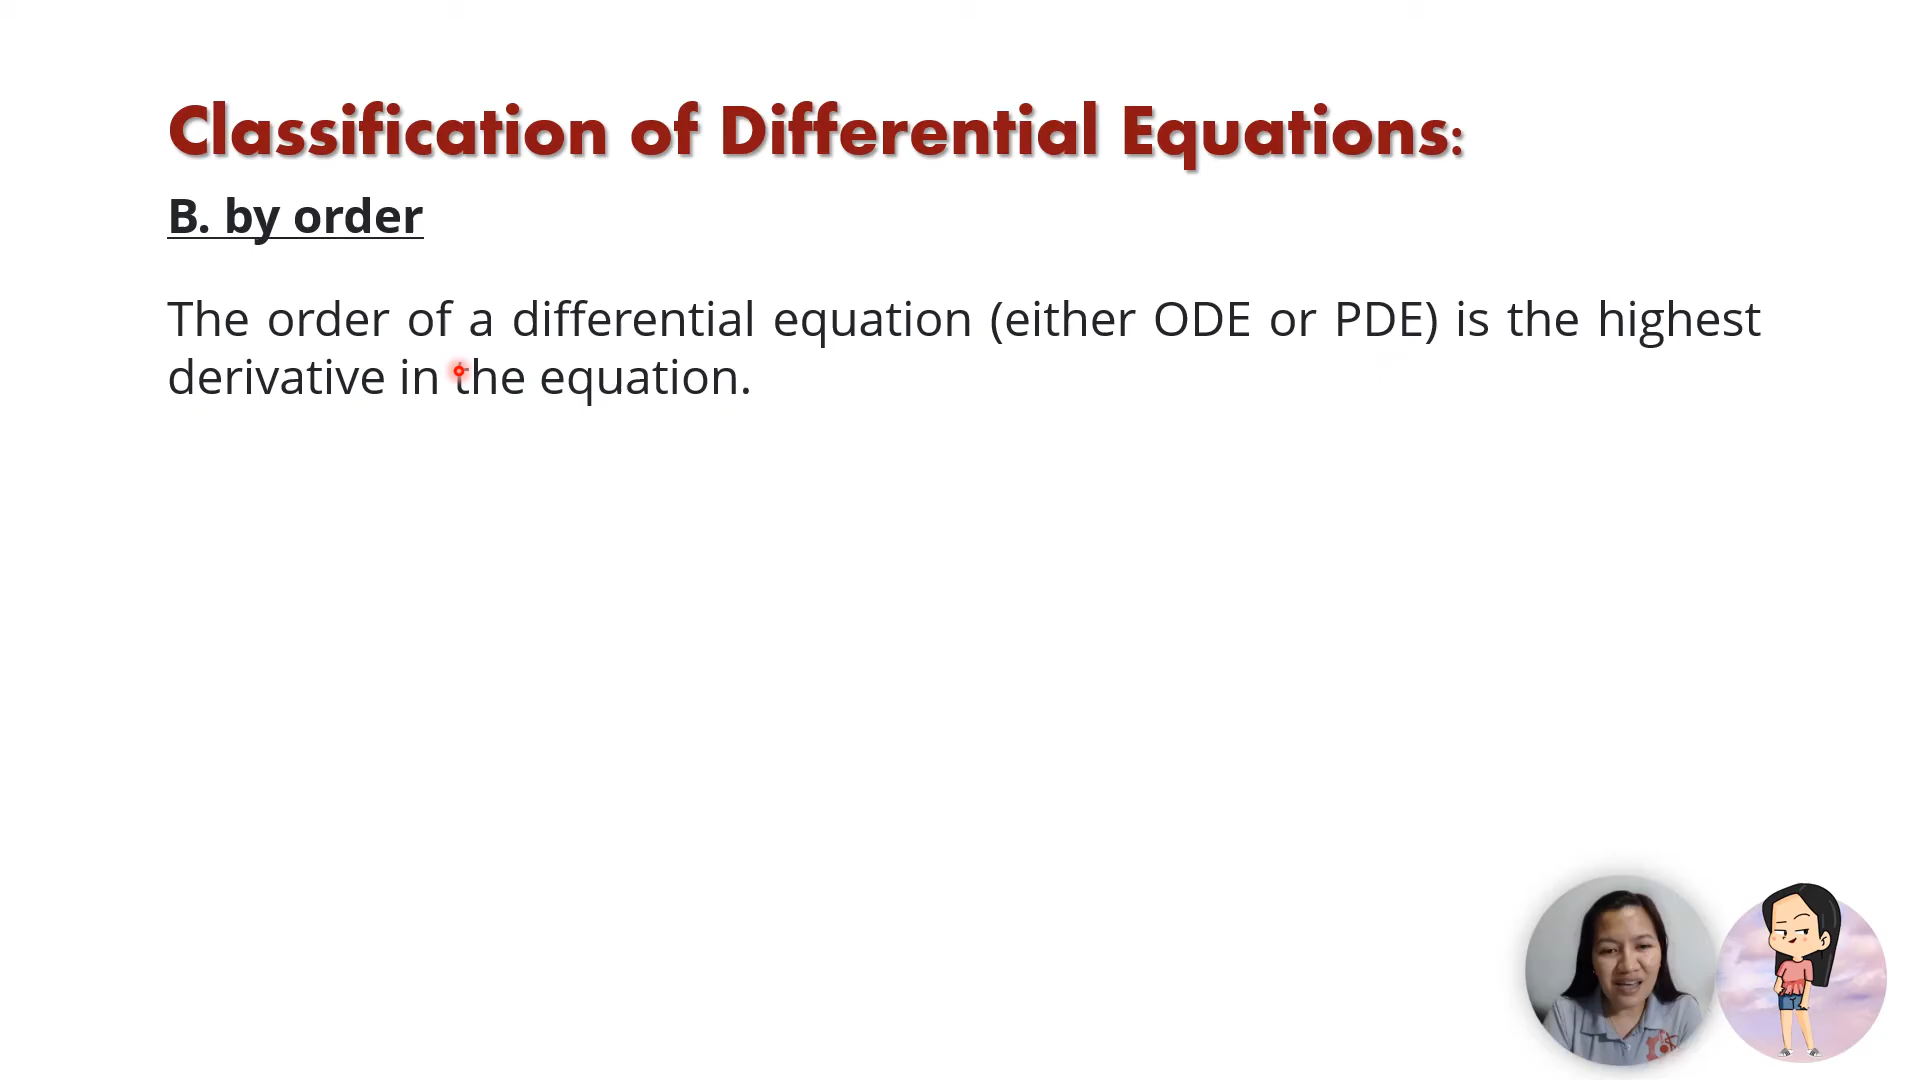 Classification of Differential Equations:
B. by order
The order of a differential equation (either ODE or PDE) is the highest
derivative in the equation.